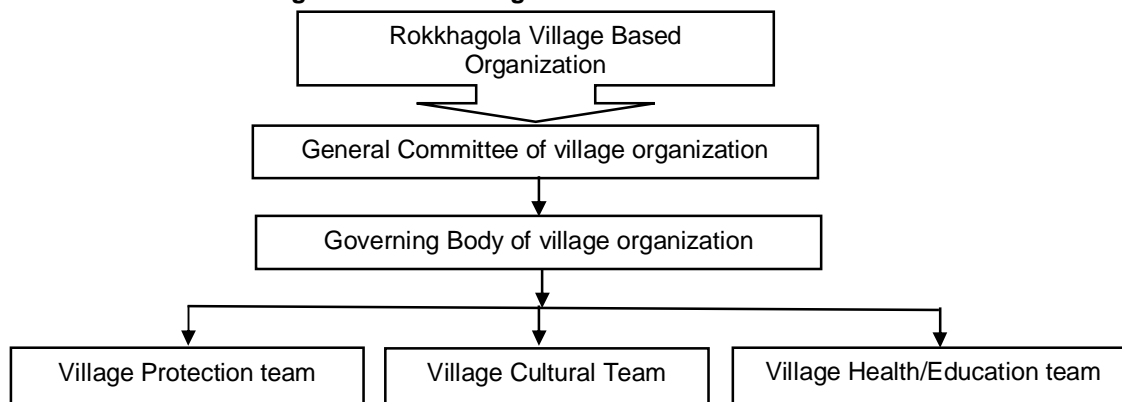 Rokkhagola Village Based
Organization
General Committee of village organization
Governing Body of village organization
Village Protection team
Village Cultural Team
Village Health/Education team